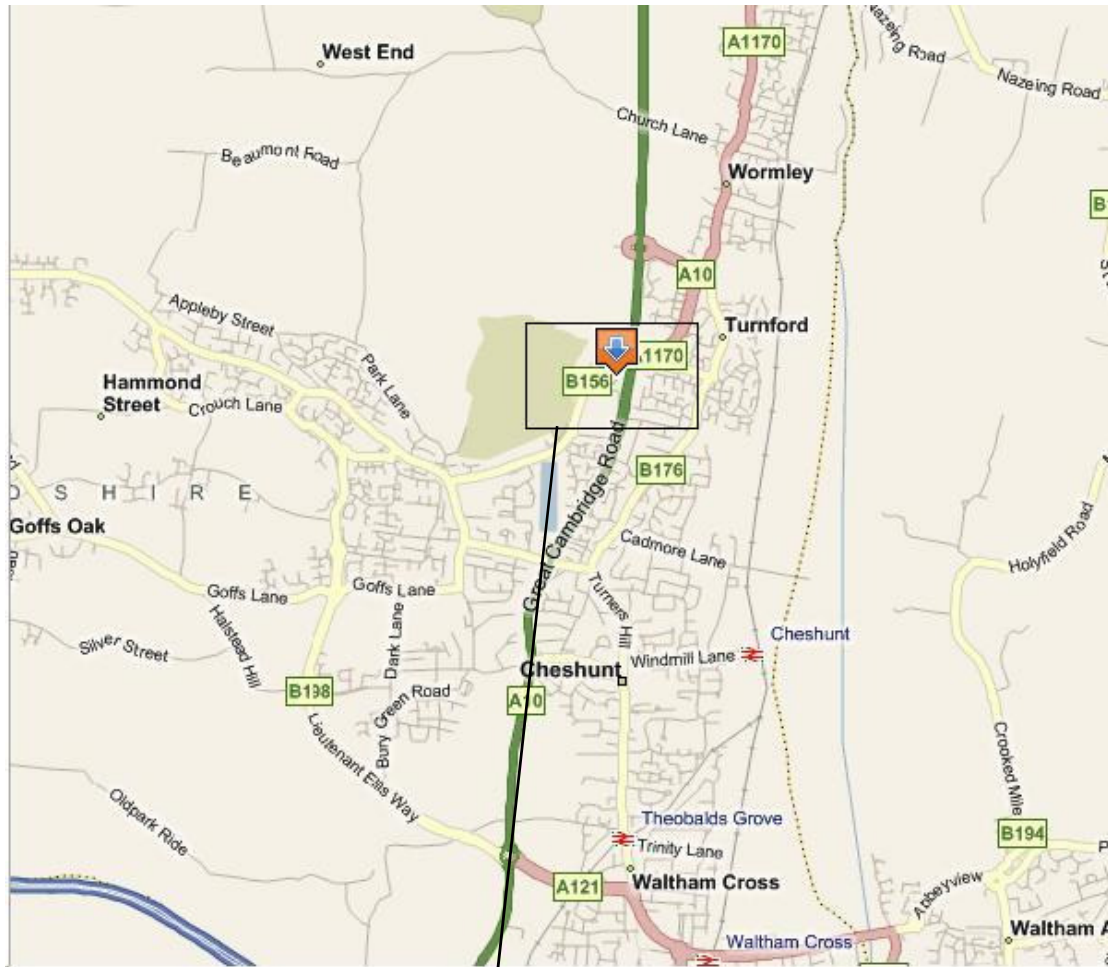 A1170
Nazeing Road
West End
Nazeing Road
Church Lane
Beaumont Road
Wormley
A10
Appleby Street
Turnford
Park Lane
A1170
Hammond
Street
B156
Crouch Lane
B176
Great Cambridge Road
SHIRE
Goffs Oak
Cadmore Lane
Holyfield Road
Goffs Lane
Goffs Lane
Turners Hill
Halstead Hill
Dark Lane
Silver Street
Cheshunt
Windmill Lane
Cheshunt
B198
Bury Green Road
A10
Lieutenant Ellis Way
Crooked Mile
Oldpark Ride
Theobalds Grove
B194
Trinity Lane
Waltham Cross
A121
Abbeyview
Waltham A
Waltham Cross